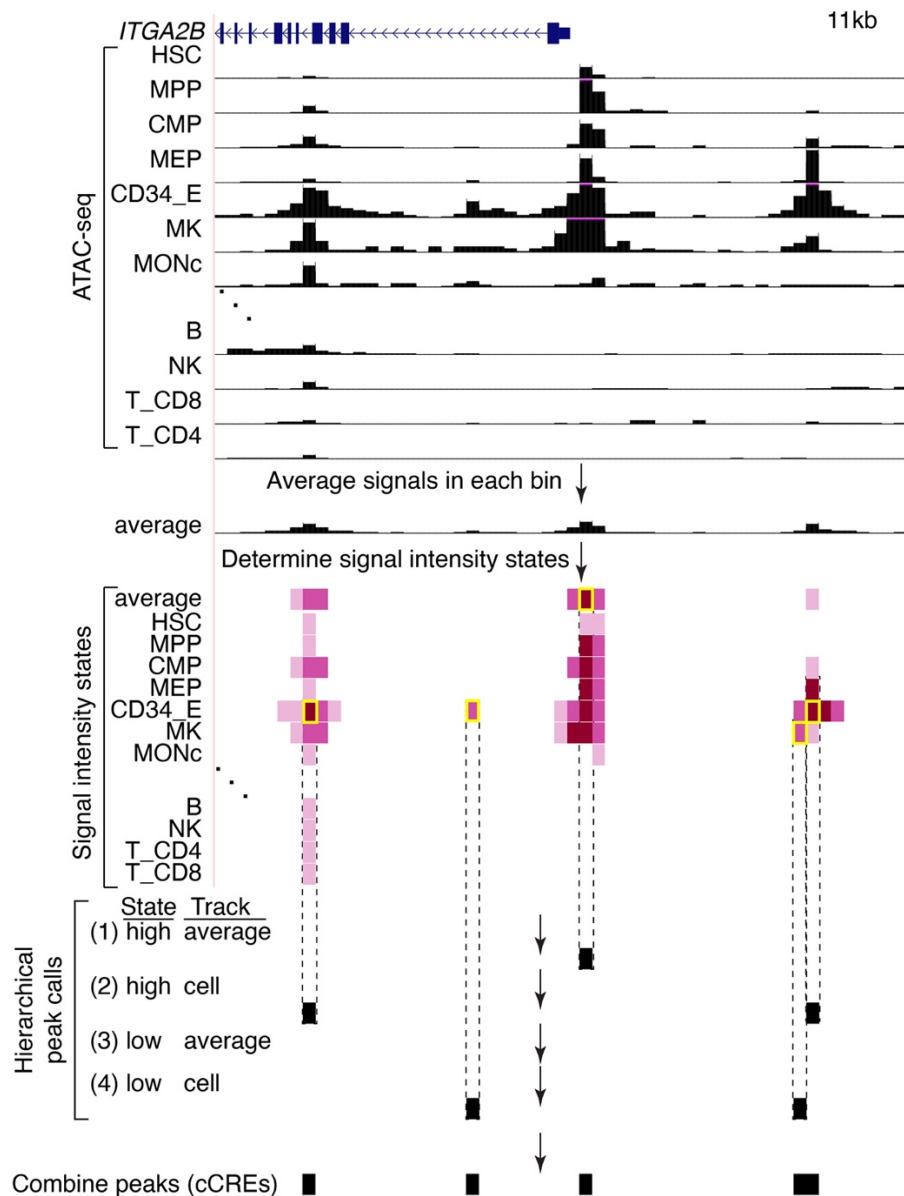 11kb
ITGA2B
HSC
MPP
CMP
MEP
CD34_E
MK
MONc
B
NK
T_CD8
T_CD4
ATAC-seq
Average signals in each bin
average
Determine signal intensity states
average
HSC
MPP
CMP
MEP
CD34_E
MK
MONc
B
NK
T_CD4
T_CD8
Signal intensity states
State Track
(1) high average
(2) high cell
(3) low average
(4) low cell
Hierarchical
peak calls
Combine peaks (cCREs)